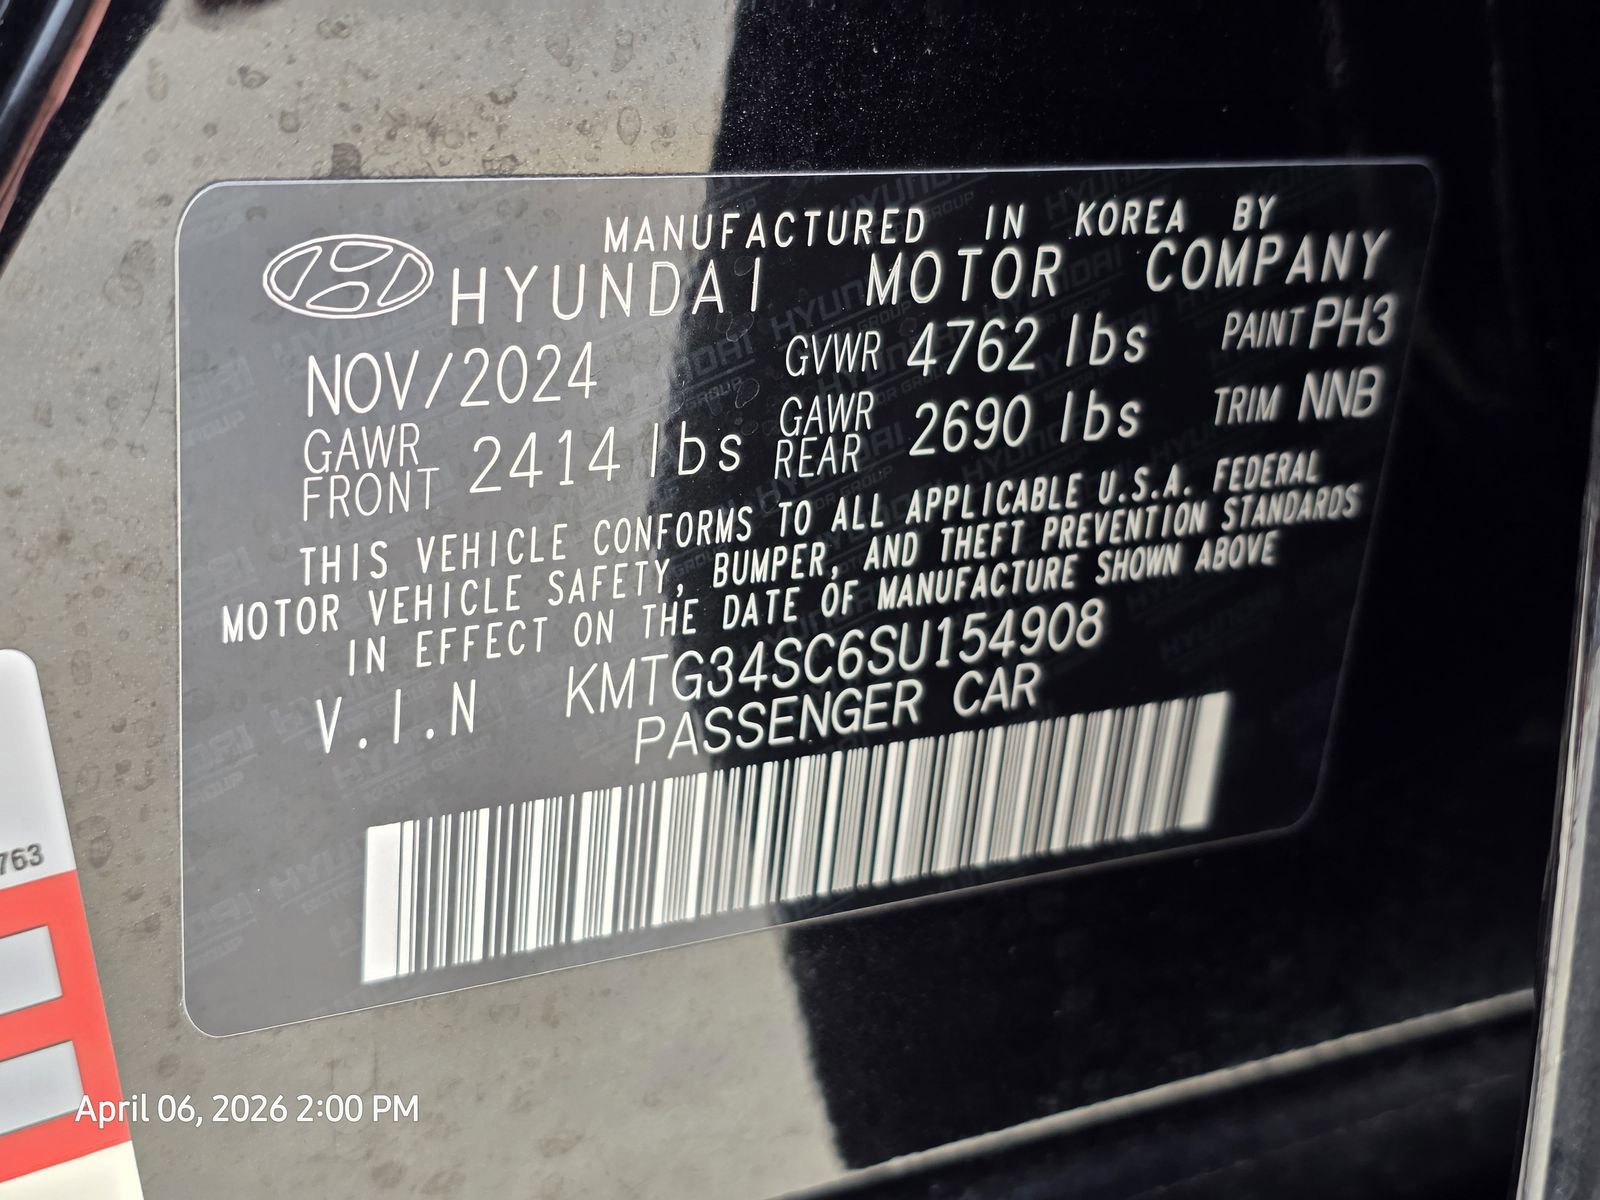 MANUFACTURED IN KOREA BY
HYUNDAI MOTOR COMPANY
NOV/2024 GVWR 4762 lbs PAINT PH3
GAWR FRONT 2414 lbs GAWR REAR 2690 lbs TRIM NNB
THIS VEHICLE CONFORMS TO ALL APPLICABLE U.S.A. FEDERAL
MOTOR VEHICLE SAFETY, BUMPER, AND THEFT PREVENTION STANDARDS
IN EFFECT ON THE DATE OF MANUFACTURE SHOWN ABOVE
V.I.N KMTG34SC6SU154908
PASSENGER CAR
763
April 06, 2026 2:00 PM